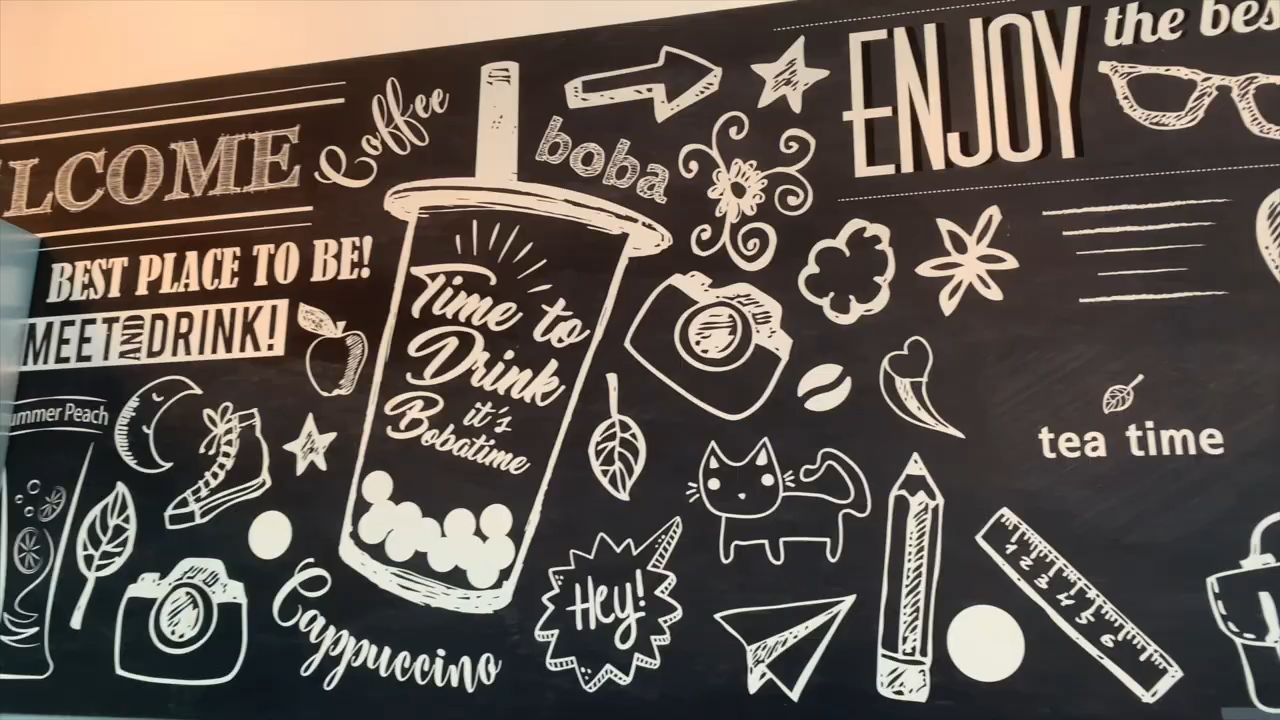 LCOME
Coffee
BEST PLACE TO BE!
MEET AND DRINK!
ummer Peach
boba
Time to
Drink
it's
Bobatime
Cappuccino
Hey!
ENJOY
the bes
tea time
1 2 3 4 5 6